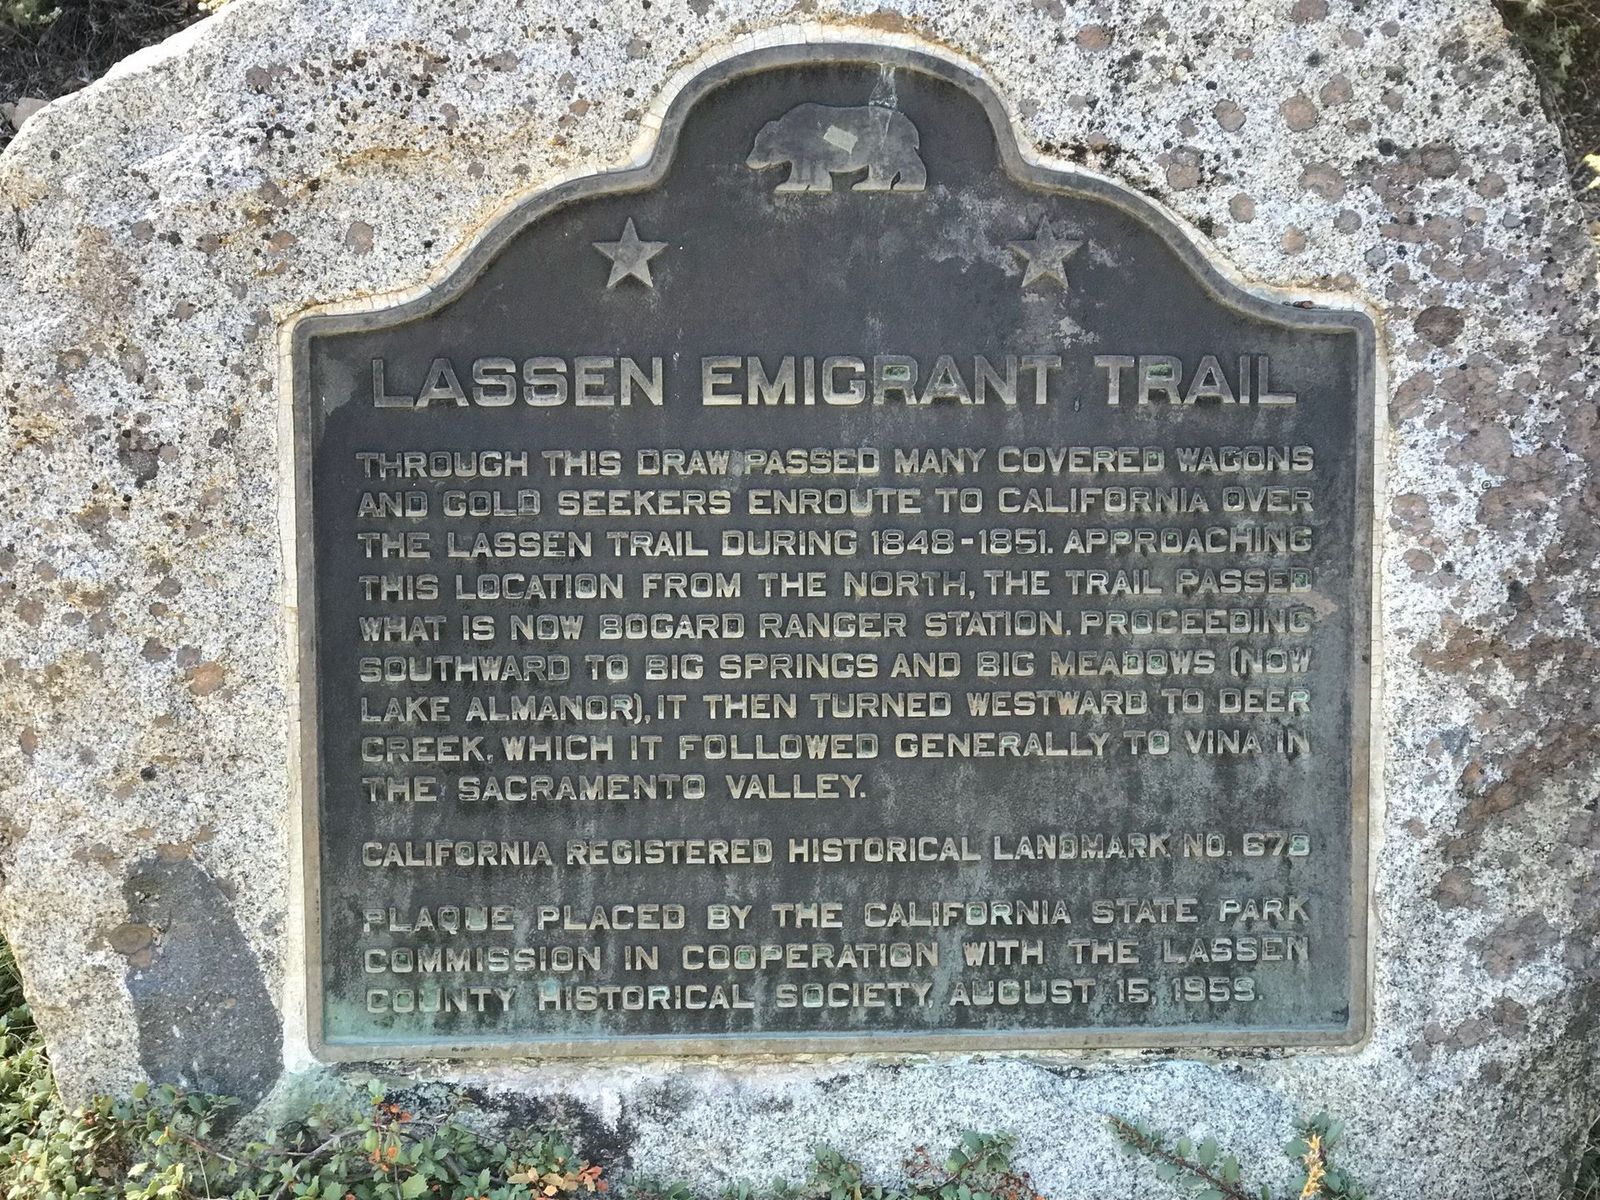 LASSEN EMIGRANT TRAIL
THROUGH THIS DRAW PASSED MANY COVERED WAGONS
AND GOLD SEEKERS ENROUTE TO CALIFORNIA OVER
THE LASSEN TRAIL DURING 1848-1851. APPROACHING
THIS LOCATION FROM THE NORTH, THE TRAIL PASSED
WHAT IS NOW BOGARD RANGER STATION. PROCEEDING
SOUTHWARD TO BIG SPRINGS AND BIG MEADOWS (NOW
LAKE ALMANOR), IT THEN TURNED WESTWARD TO DEER
CREEK, WHICH IT FOLLOWED GENERALLY TO VINA IN
THE SACRAMENTO VALLEY.
CALIFORNIA REGISTERED HISTORICAL LANDMARK NO. 678
PLAQUE PLACED BY THE CALIFORNIA STATE PARK
COMMISSION IN COOPERATION WITH THE LASSEN
COUNTY HISTORICAL SOCIETY, AUGUST 15, 1959.